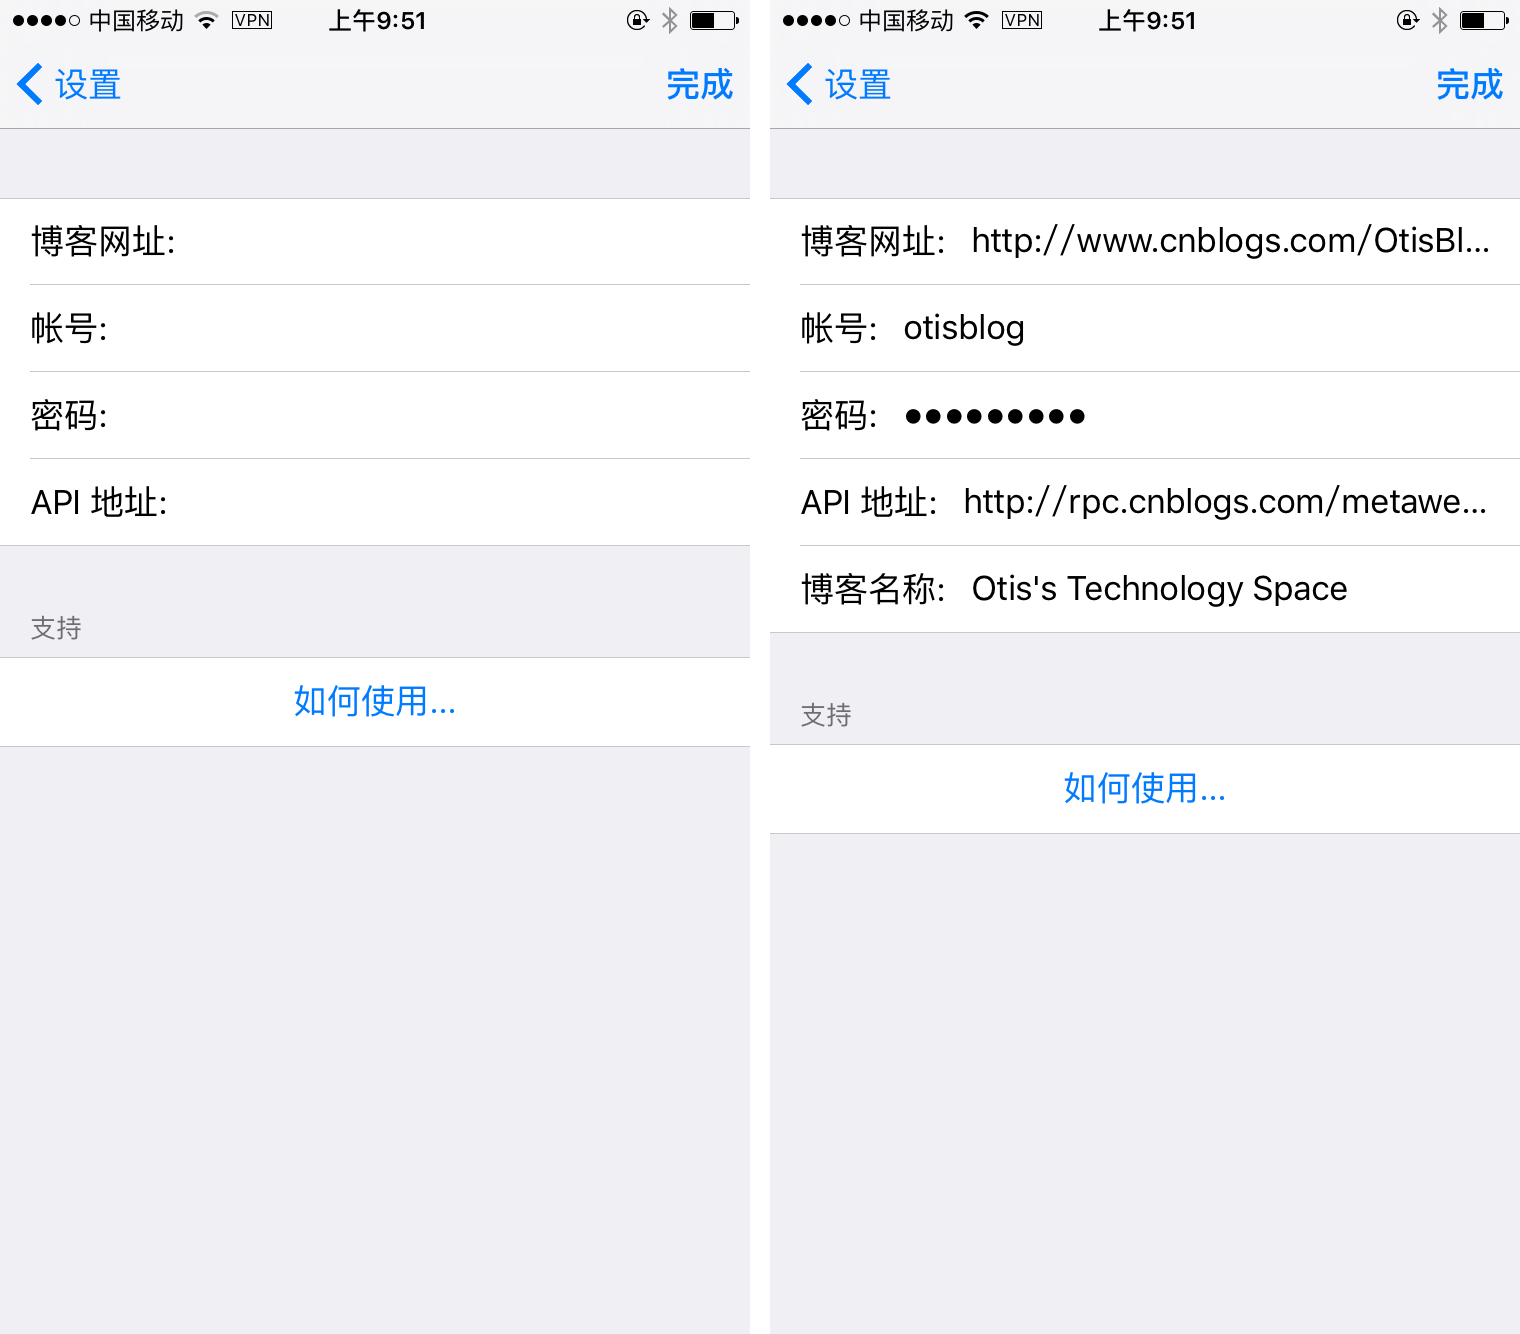 中国移动 VPN 上午9:51
设置 完成
博客网址:
帐号:
密码:
API 地址:
支持
如何使用...
中国移动 VPN 上午9:51
设置 完成
博客网址: http://www.cnblogs.com/OtisBl...
帐号: otisblog
密码: ●●●●●●●●●
API 地址: http://rpc.cnblogs.com/metawe...
博客名称: Otis's Technology Space
支持
如何使用...